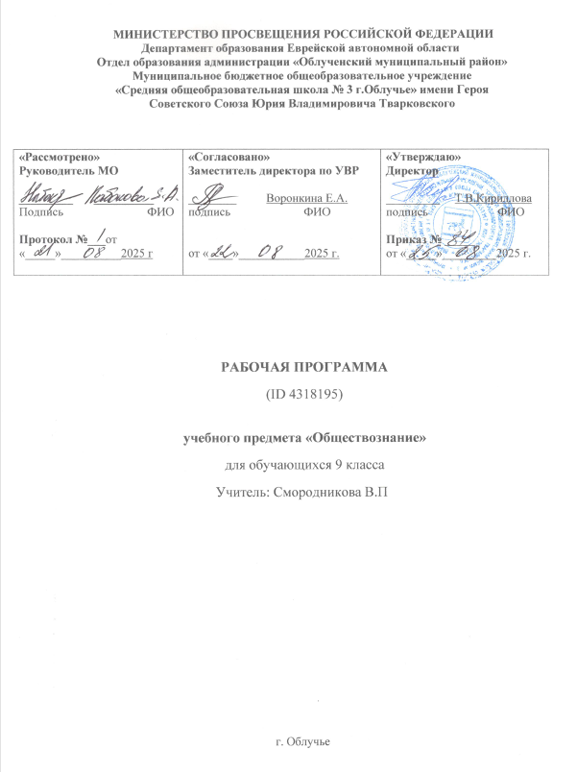 МИНИСТЕРСТВО ПРОСВЕЩЕНИЯ РОССИЙСКОЙ ФЕДЕРАЦИИ
Департамент образования Еврейской автономной области
Отдел образования администрации «Облученский муниципальный район»
Муниципальное бюджетное общеобразовательное учреждение
«Средняя общеобразовательная школа № 3 г.Облучье» имени Героя
Советского Союза Юрия Владимировича Тварковского
«Рассмотрено»
Руководитель МО
Подпись ФИО
Протокол № 1 от
« 21 » 08 2025 г
«Согласовано»
Заместитель директора по УВР
Воронкина Е.А.
подпись ФИО
от « 22 » 08 2025 г.
«Утверждаю»
Директор
Т.В.Кириллова
подпись ФИО
Приказ № 84
от « 25 » 08 2025 г.
РАБОЧАЯ ПРОГРАММА
(ID 4318195)
учебного предмета «Обществознание»
для обучающихся 9 класса
Учитель: Смородникова В.П
г. Облучье